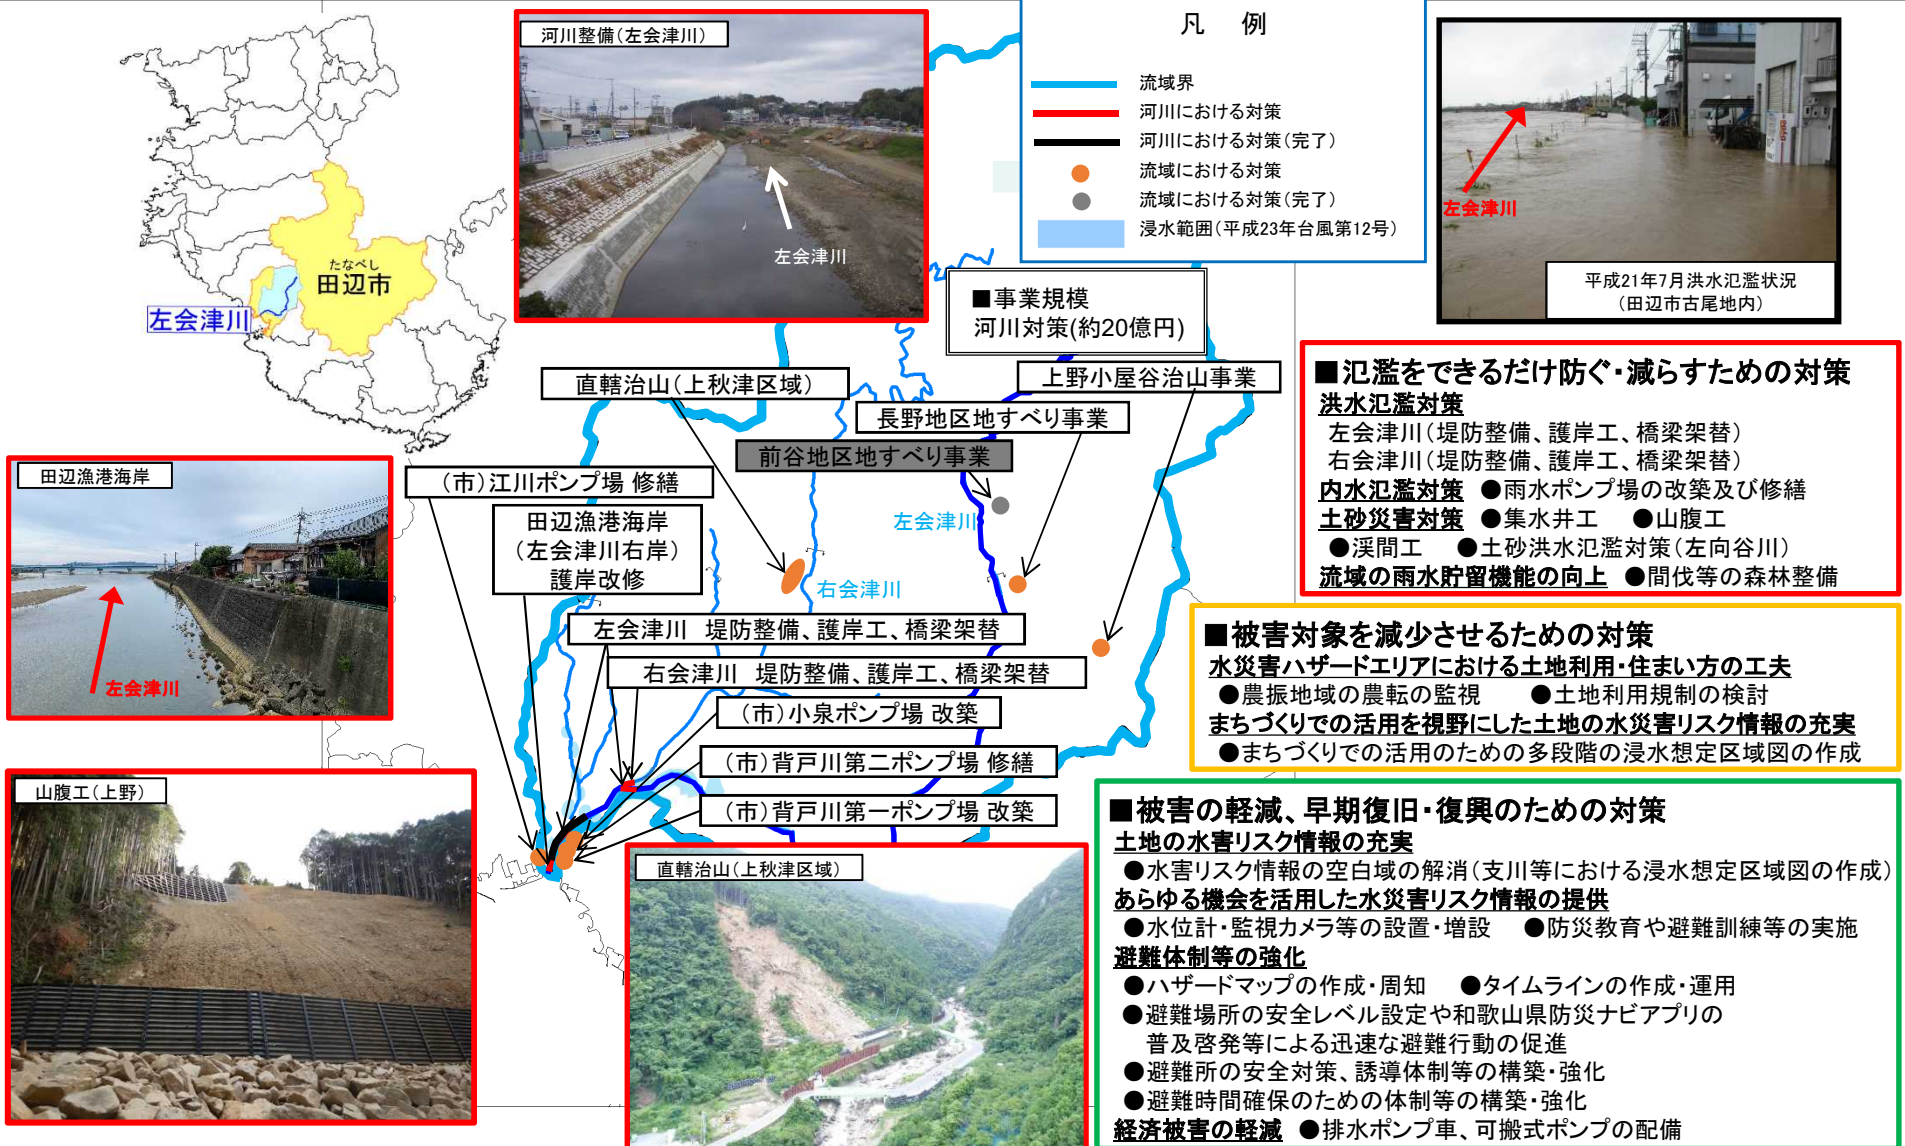 河川整備(左会津川)
左会津川
凡　例
流域界
河川における対策
河川における対策(完了)
流域における対策
流域における対策(完了)
浸水範囲(平成23年台風第12号)
左会津川
平成21年7月洪水氾濫状況
(田辺市古尾地内)
たなべし
田辺市
左会津川
■事業規模
河川対策(約20億円)
直轄治山(上秋津区域)
上野小屋谷治山事業
長野地区地すべり事業
前谷地区地すべり事業
(市)江川ポンプ場 修繕
田辺漁港海岸
(左会津川右岸)
護岸改修
左会津川
右会津川
左会津川　堤防整備、護岸工、橋梁架替
右会津川　堤防整備、護岸工、橋梁架替
(市)小泉ポンプ場 改築
(市)背戸川第二ポンプ場 修繕
(市)背戸川第一ポンプ場 改築
田辺漁港海岸
左会津川
山腹工(上野)
直轄治山(上秋津区域)
■氾濫をできるだけ防ぐ・減らすための対策
洪水氾濫対策
左会津川(堤防整備、護岸工、橋梁架替)
右会津川(堤防整備、護岸工、橋梁架替)
内水氾濫対策　●雨水ポンプ場の改築及び修繕
土砂災害対策　●集水井工　●山腹工
●渓間工　●土砂洪水氾濫対策(左向谷川)
流域の雨水貯留機能の向上　●間伐等の森林整備
■被害対象を減少させるための対策
水災害ハザードエリアにおける土地利用・住まい方の工夫
●農振地域の農転の監視　●土地利用規制の検討
まちづくりでの活用を視野にした土地の水災害リスク情報の充実
●まちづくりでの活用のための多段階の浸水想定区域図の作成
■被害の軽減、早期復旧・復興のための対策
土地の水害リスク情報の充実
●水害リスク情報の空白域の解消(支川等における浸水想定区域図の作成)
あらゆる機会を活用した水災害リスク情報の提供
●水位計・監視カメラ等の設置・増設　●防災教育や避難訓練等の実施
避難体制等の強化
●ハザードマップの作成・周知　●タイムラインの作成・運用
●避難場所の安全レベル設定や和歌山県防災ナビアプリの
普及啓発等による迅速な避難行動の促進
●避難所の安全対策、誘導体制等の構築・強化
●避難時間確保のための体制等の構築・強化
経済被害の軽減　●排水ポンプ車、可搬式ポンプの配備